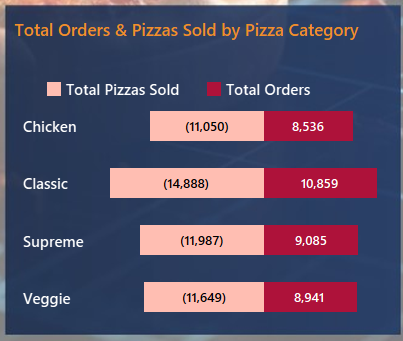 Total Orders & Pizzas Sold by Pizza Category
Total Pizzas Sold Total Orders
Chicken (11,050) 8,536
Classic (14,888) 10,859
Supreme (11,987) 9,085
Veggie (11,649) 8,941